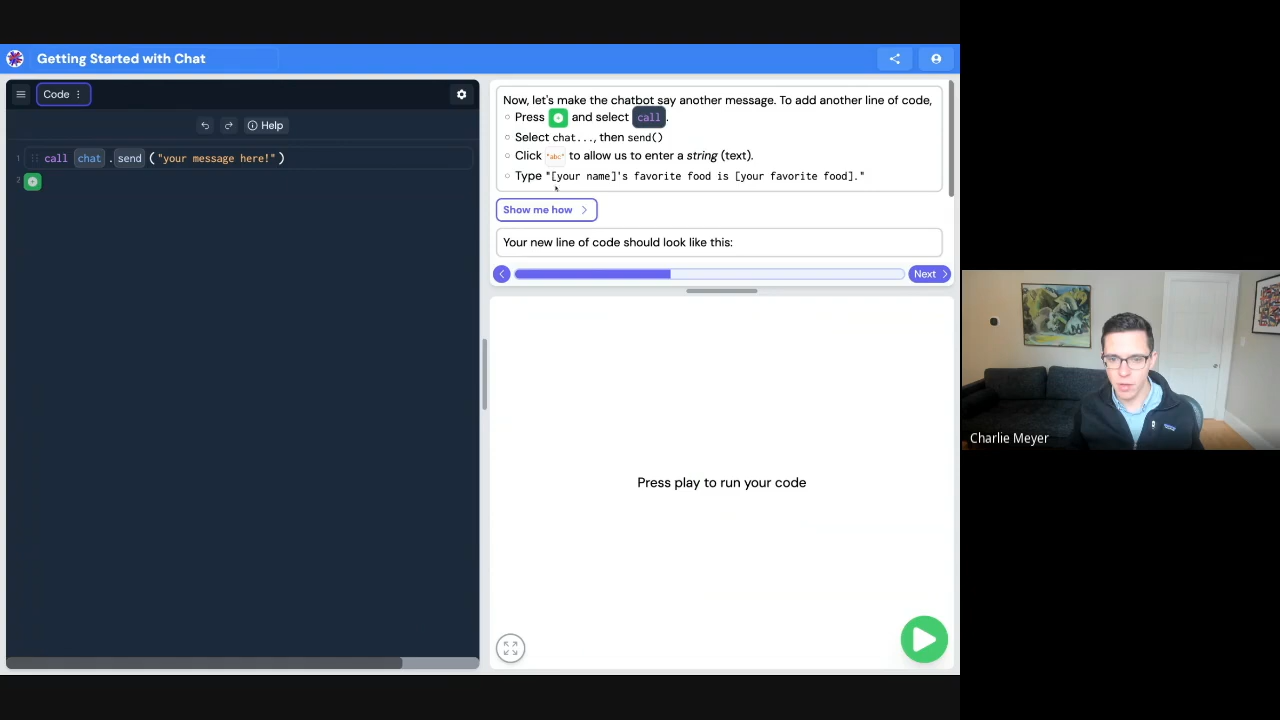 Getting Started with Chat
Code
Help
1 call chat . send ("your message here!")
2
Now, let's make the chatbot say another message. To add another line of code,
Press and select call.
Select chat..., then send()
Click "abc" to allow us to enter a string (text).
Type "[your name]'s favorite food is [your favorite food]."
Show me how
Your new line of code should look like this:
Next
Press play to run your code
Charlie Meyer